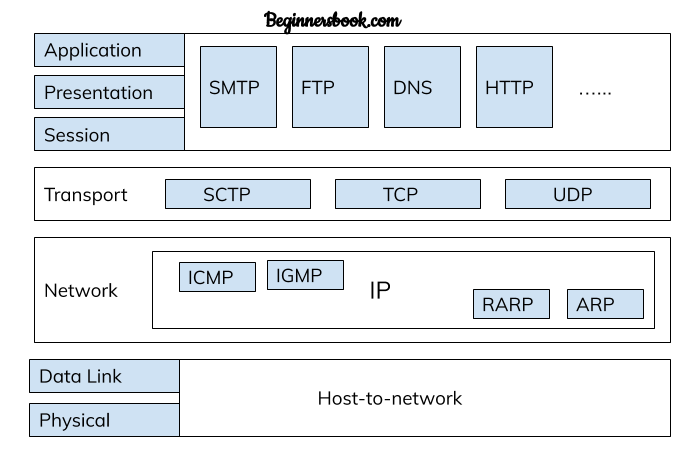 Beginnersbook.com
Application
Presentation
Session
SMTP FTP DNS HTTP ......
Transport SCTP TCP UDP
Network ICMP IGMP IP RARP ARP
Data Link
Physical
Host-to-network